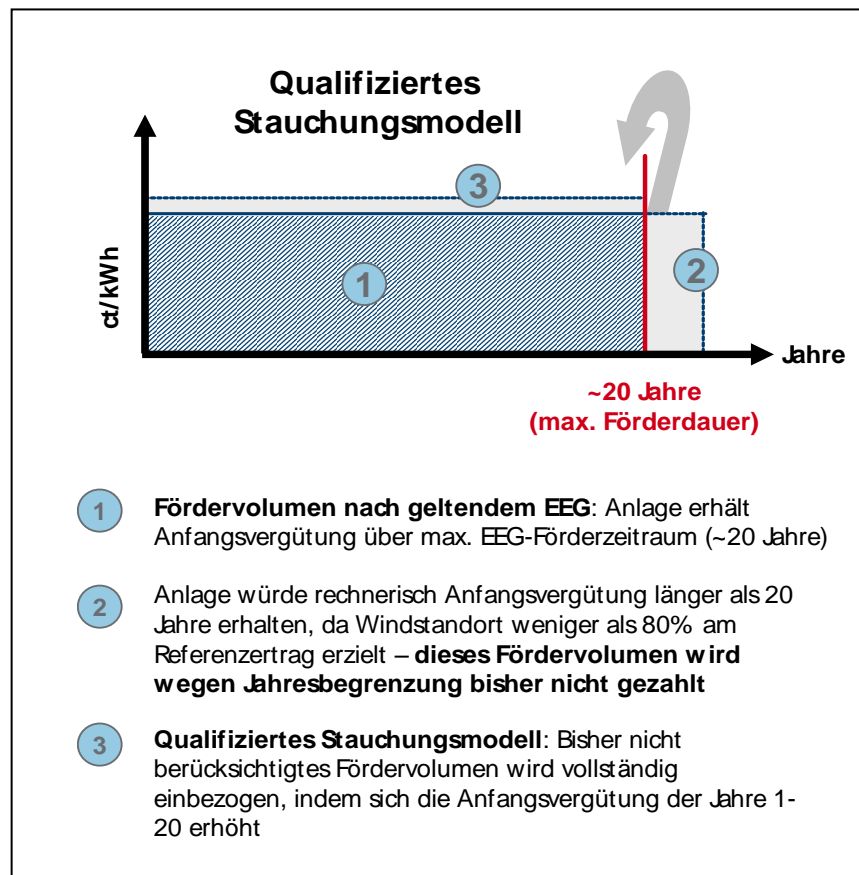 Qualifiziertes
Stauchungsmodell
3
1
2
ct/kWh
Jahre
~20 Jahre
(max. Förderdauer)
1
Fördervolumen nach geltendem EEG: Anlage erhält
Anfangsvergütung über max. EEG-Förderzeitraum (~20 Jahre)
2
Anlage würde rechnerisch Anfangsvergütung länger als 20
Jahre erhalten, da Windstandort weniger als 80% am
Referenzertrag erzielt – dieses Fördervolumen wird
wegen Jahresbegrenzung bisher nicht gezahlt
3
Qualifiziertes Stauchungsmodell: Bisher nicht
berücksichtigtes Fördervolumen wird vollständig
einbezogen, indem sich die Anfangsvergütung der Jahre 1-
20 erhöht